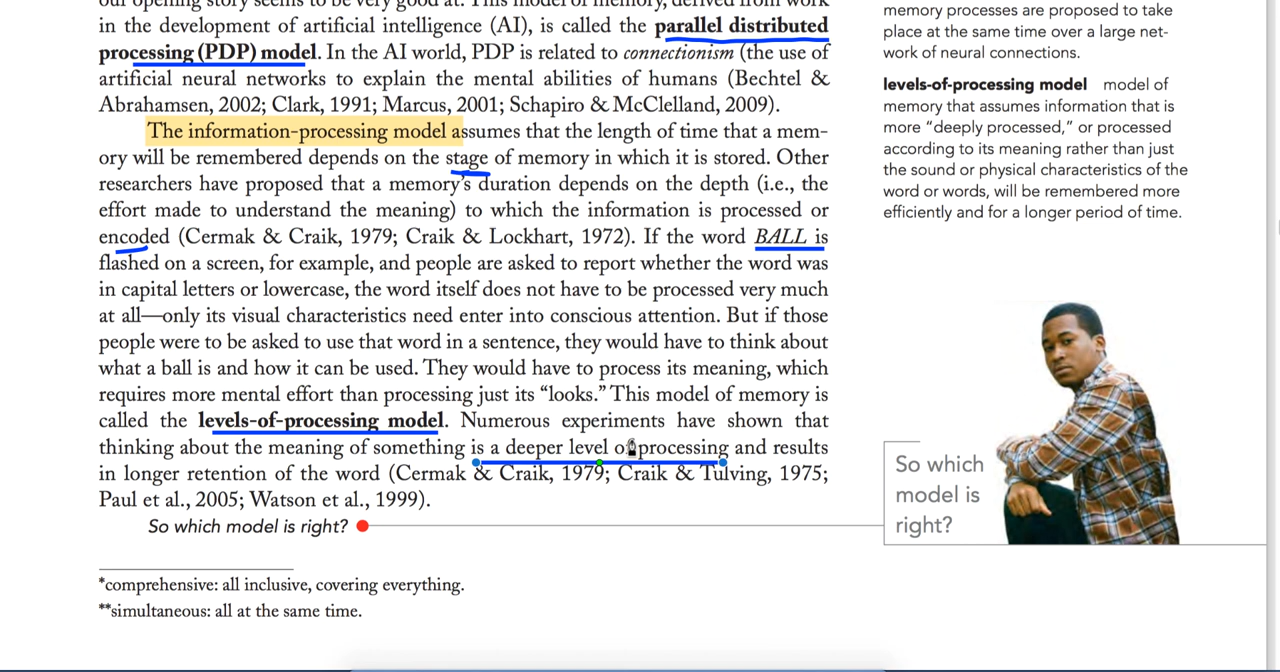 in the development of artificial intelligence (AI), is called the parallel distributed
processing (PDP) model. In the AI world, PDP is related to connectionism (the use of
artificial neural networks to explain the mental abilities of humans (Bechtel &
Abrahamsen, 2002; Clark, 1991; Marcus, 2001; Schapiro & McClelland, 2009).
The information-processing model assumes that the length of time that a mem-
ory will be remembered depends on the stage of memory in which it is stored. Other
researchers have proposed that a memory's duration depends on the depth (i.e., the
effort made to understand the meaning) to which the information is processed or
encoded (Cermak & Craik, 1979; Craik & Lockhart, 1972). If the word BALL is
flashed on a screen, for example, and people are asked to report whether the word was
in capital letters or lowercase, the word itself does not have to be processed very much
at all—only its visual characteristics need enter into conscious attention. But if those
people were to be asked to use that word in a sentence, they would have to think about
what a ball is and how it can be used. They would have to process its meaning, which
requires more mental effort than processing just its “looks.” This model of memory is
called the levels-of-processing model. Numerous experiments have shown that
thinking about the meaning of something is a deeper level of processing and results
in longer retention of the word (Cermak & Craik, 1979; Craik & Tulving, 1975;
Paul et al., 2005; Watson et al., 1999).
So which model is right?
*comprehensive: all inclusive, covering everything.
**simultaneous: all at the same time.
memory processes are proposed to take
place at the same time over a large net-
work of neural connections.
levels-of-processing model model of
memory that assumes information that is
more “deeply processed,” or processed
according to its meaning rather than just
the sound or physical characteristics of the
word or words, will be remembered more
efficiently and for a longer period of time.
So which
model is
right?